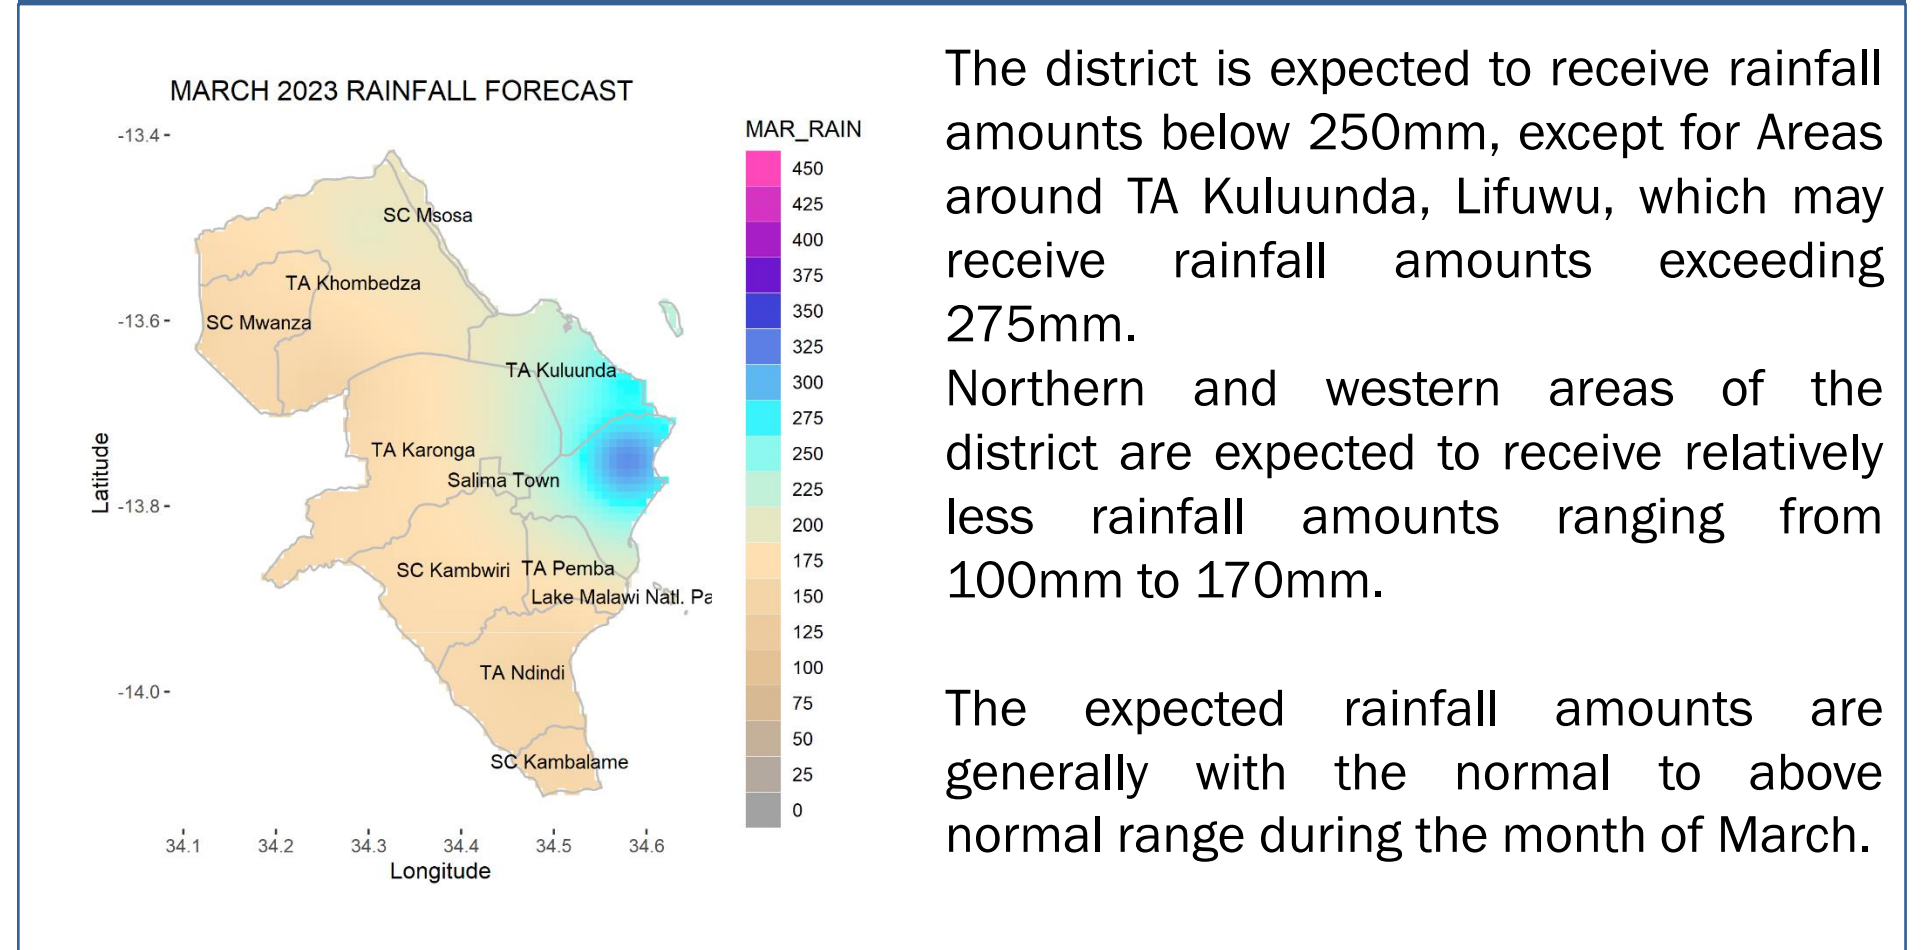 MARCH 2023 RAINFALL FORECAST
MAR_RAIN
450
425
400
375
350
325
300
275
250
225
200
175
150
125
100
75
50
25
0
Latitude
-13.4
-13.6
-13.8
-14.0
SC Msosa
TA Khombedza
SC Mwanza
TA Kuluunda
TA Karonga
Salima Town
SC Kambwiri
TA Pemba
Lake Malawi Natl. Pa
TA Ndindi
SC Kambalame
34.1
34.2
34.3
34.4
34.5
34.6
Longitude
The district is expected to receive rainfall
amounts below 250mm, except for Areas
around TA Kuluunda, Lifuwu, which may
receive rainfall amounts exceeding
275mm.
Northern and western areas of the
district are expected to receive relatively
less rainfall amounts ranging from
100mm to 170mm.
The expected rainfall amounts are
generally with the normal to above
normal range during the month of March.